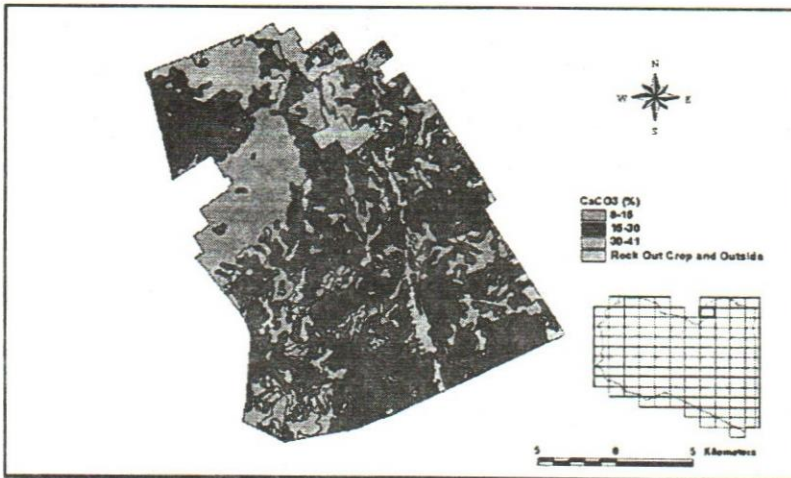 N
W E
S
CaCO3 (%)
8-15
15-30
30-41
Rock Out Crop and Outside
5 0 5 Kilometers